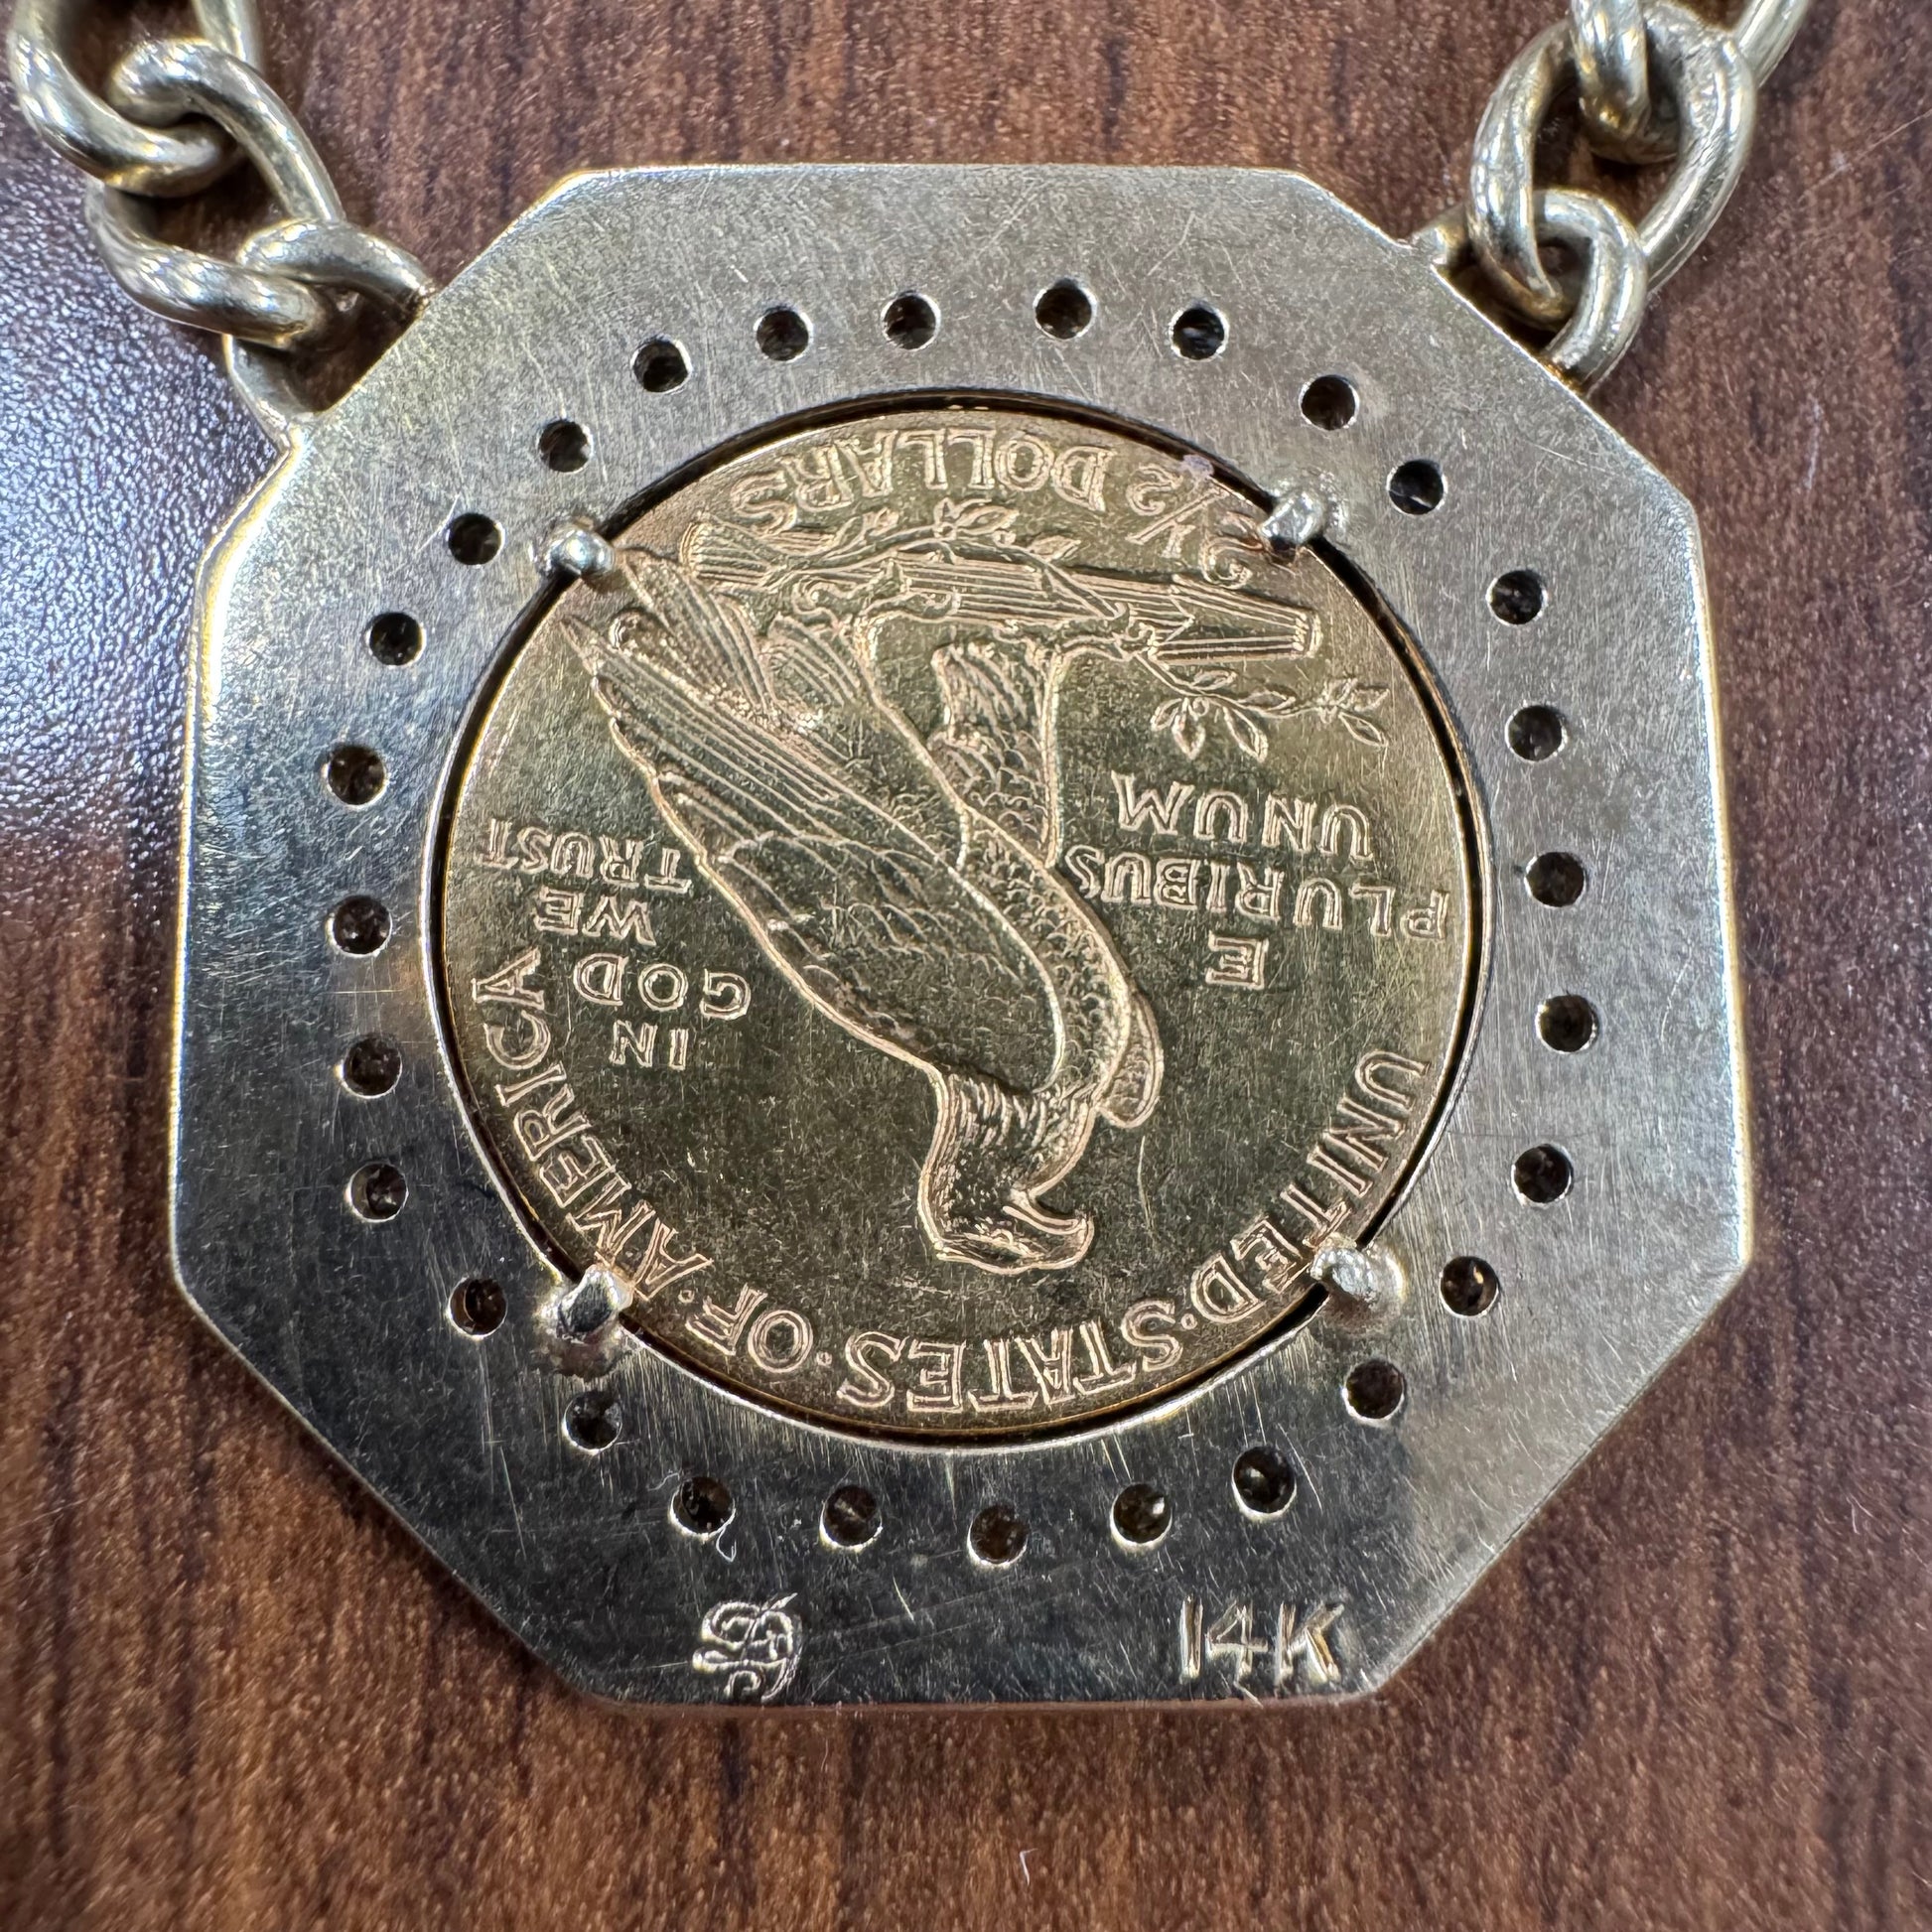 UNITED·STATES·OF·AMERICA
E
PLURIBUS
UNUM
IN
GOD
WE
TRUST
2½ DOLLARS
14K